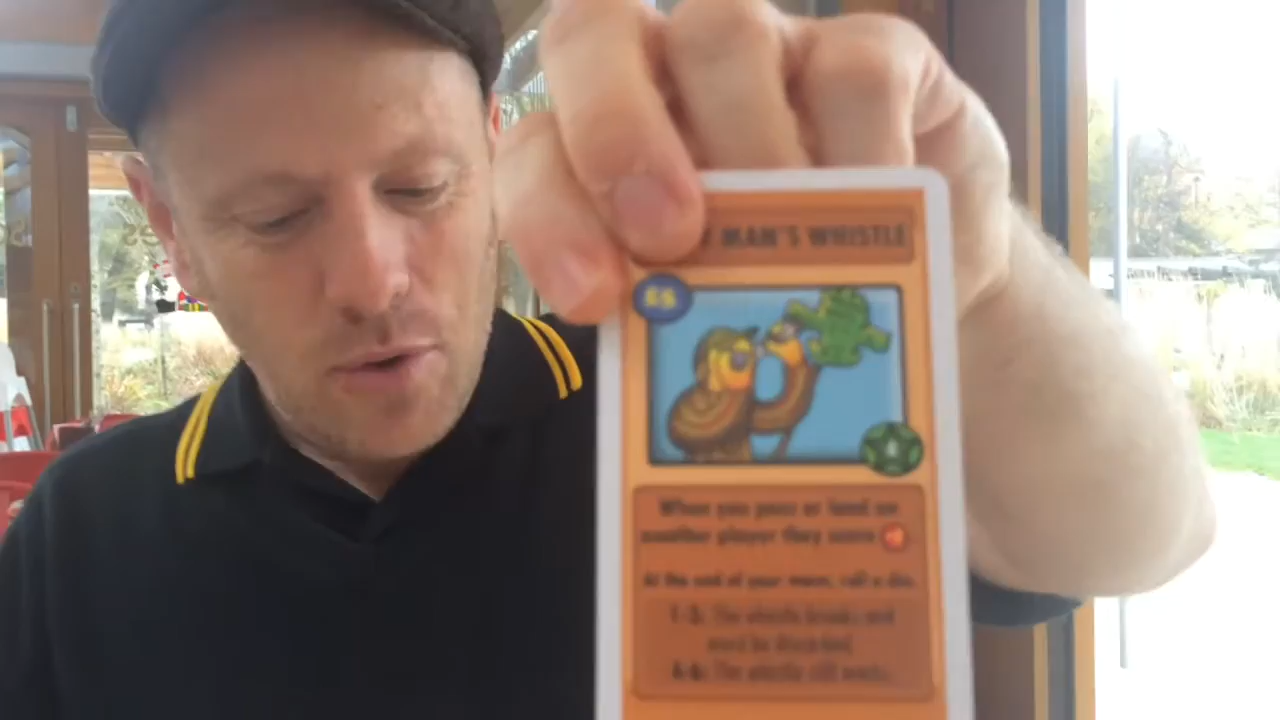 MAN'S WHISTLE
When you pass or land on
another player they
At the end of your move, roll a die.
1-3: The whistle breaks and
must be discarded.
4-6: The whistle still works.